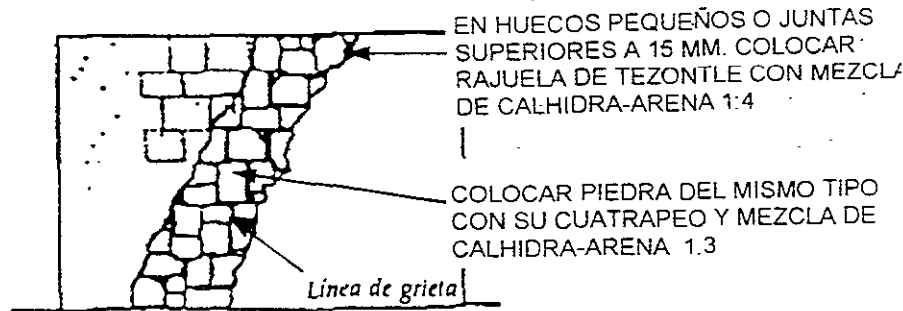 EN HUECOS PEQUEÑOS O JUNTAS
SUPERIORES A 15 MM. COLOCAR
RAJUELA DE TEZONTLE CON MEZCLA
DE CALHIDRA-ARENA 1:4
COLOCAR PIEDRA DEL MISMO TIPO
CON SU CUATRAPEO Y MEZCLA DE
CALHIDRA-ARENA 1.3
Línea de grieta